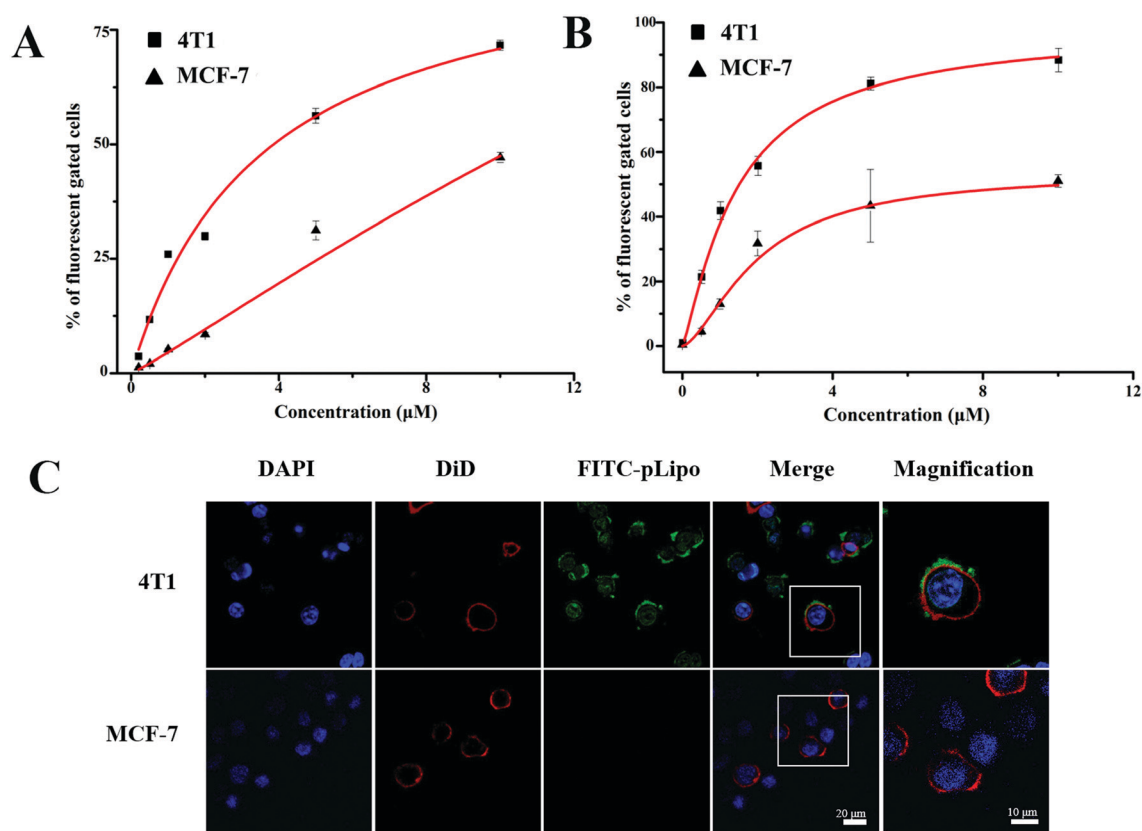 A
4T1
MCF-7
% of fluorescent gated cells
75
50
25
0
0
4
8
12
Concentration (μM)
B
4T1
MCF-7
% of fluorescent gated cells
100
80
60
40
20
0
0
4
8
12
Concentration (μM)
C
DAPI DiD FITC-pLipo Merge Magnification
4T1
MCF-7
20 μm
10 μm